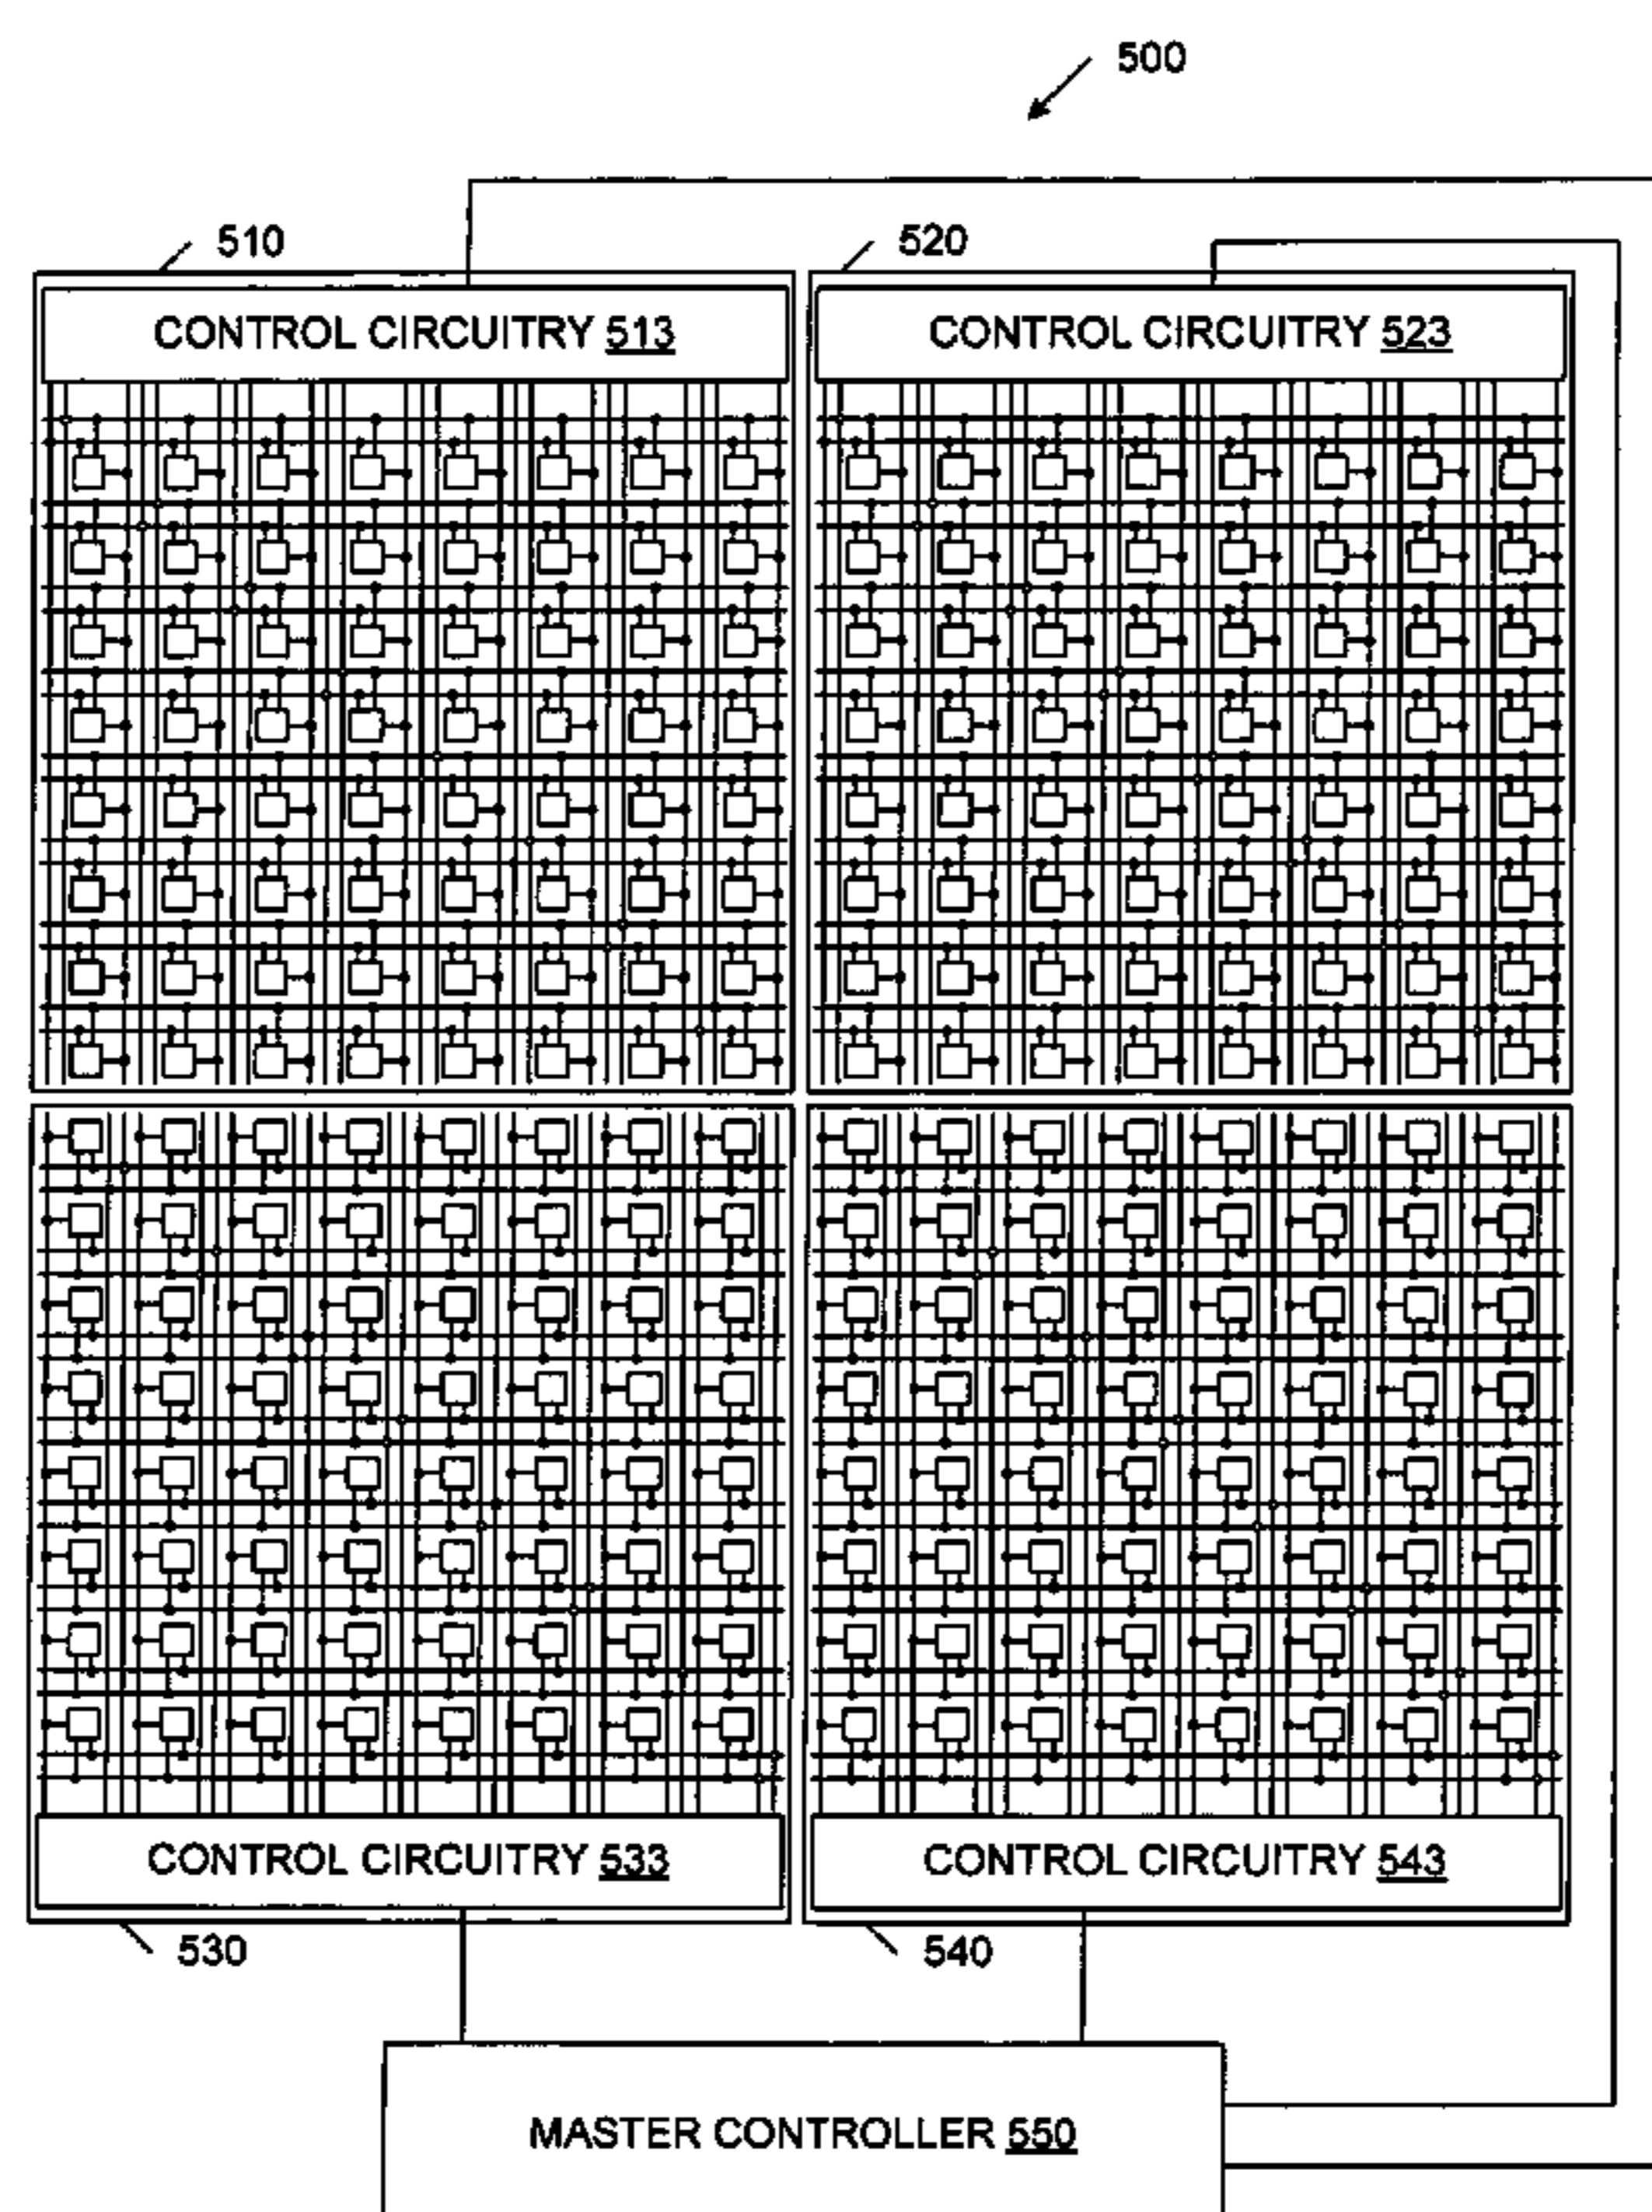 500
510
520
CONTROL CIRCUITRY 513
CONTROL CIRCUITRY 523
CONTROL CIRCUITRY 533
CONTROL CIRCUITRY 543
530
540
MASTER CONTROLLER 550